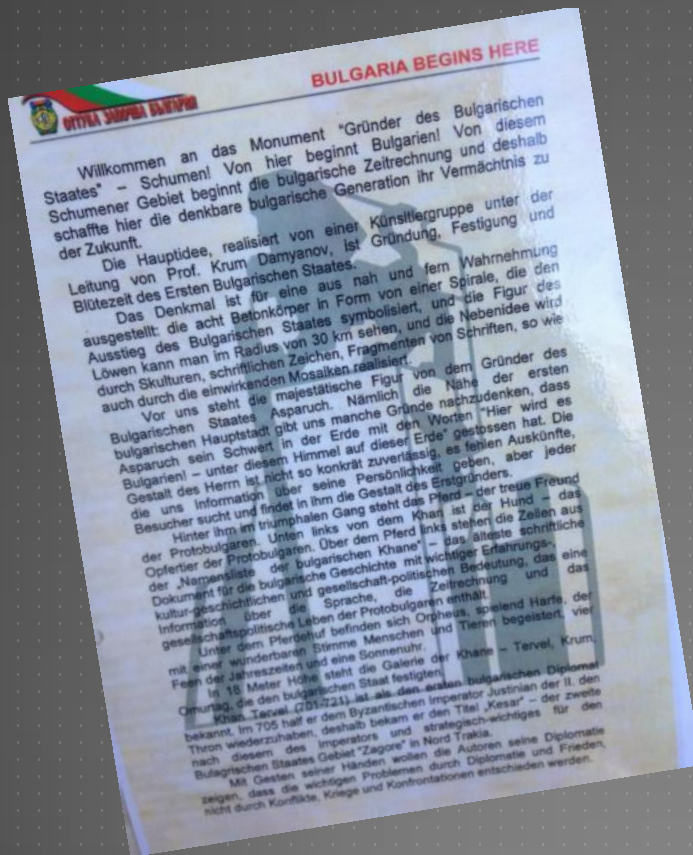 BULGARIA BEGINS HERE
ОТТУК ЗАПОЧВА БЪЛГАРИЯ
Willkommen an das Monument "Gründer des Bulgarischen
Staates" – Schumen! Von hier beginnt Bulgarien! Von diesem
Schumener Gebiet beginnt die bulgarische Zeitrechnung und deshalb
schaffte hier die denkbare bulgarische Generation ihr Vermächtnis zu
der Zukunft.
Die Hauptidee, realisiert von einer Künsltlergruppe unter der
Leitung von Prof. Krum Damyanov, ist Gründung, Festigung und
Blütezeit des Ersten Bulgarischen Staates.
Das Denkmal ist für eine aus nah und fern Wahrnehmung
ausgestellt: die acht Betonkörper in Form von einer Spirale, die den
Ausstieg des Bulgarischen Staates symbolisiert, und die Figur des
Löwen kann man im Radius von 30 km sehen, und die Nebenidee wird
durch Skulturen, schriftlichen Zeichen, Fragmenten von Schriften, so wie
auch durch die einwirkenden Mosaiken realisiert.
Vor uns steht die majestätische Figur von dem Gründer des
Bulgarischen Staates Asparuch. Nämlich die Nähe der ersten
bulgarischen Hauptstadt gibt uns manche Gründe nachzudenken, dass
Asparuch sein Schwert in der Erde mit den Worten "Hier wird es
Bulgarien! – unter diesem Himmel auf dieser Erde" gestossen hat. Die
Gestalt des Herrn ist nicht so konkrät zuverlässig, es fehlen Auskünfte,
die uns Information über seine Persönlichkeit geben, aber jeder
Besucher sucht und findet in ihm die Gestalt des Erstgründers.
Hinter ihm im triumphalen Gang steht das Pferd – der treue Freund
der Protobulgaren. Unten links von dem Khan ist der Hund – das
Opfertier der Protobulgaren. Über dem Pferd links stehen die Zeilen aus
der „Namensliste der bulgarischen Khane" – das älteste schriftliche
Dokument für die bulgarische Geschichte mit wichtiger Erfahrungs-,
kultur-geschichtlichen und gesellschaft-politischen Bedeutung, das eine
Information über die Sprache, die Zeitrechnung und das
gesellschaftspolitische Leben der Protobulgaren enthält.
Unter dem Pferdehuf befinden sich Orpheus, spielend Harfe, der
mit einer wunderbaren Stimme Menschen und Tieren begeistert, vier
Feen der Jahreszeiten und eine Sonnenuhr.
In 18 Meter Höhe steht die Galerie der Khane – Tervel, Krum,
Omurtag, die den bulgarischen Staat festigten.
Khan Tervel (701-721) ist als den ersten bulgarischen Diplomat
bekannt. Im 705 half er dem Byzantischen Imperator Justinian der II. den
Thron wiederzuhaben, deshalb bekam er den Titel „Kesar" – der zweite
nach diesem des Imperators und strategisch-wichtiges für den
Bulagrischen Staates Gebiet "Zagore" in Nord Trakia.
Mit Gesten seiner Händen wollen die Autoren seine Diplomatie
zeigen, dass die wichtigen Problemen durch Diplomatie und Frieden,
nicht durch Konflikte, Kriege und Konfrontationen entschieden werden.